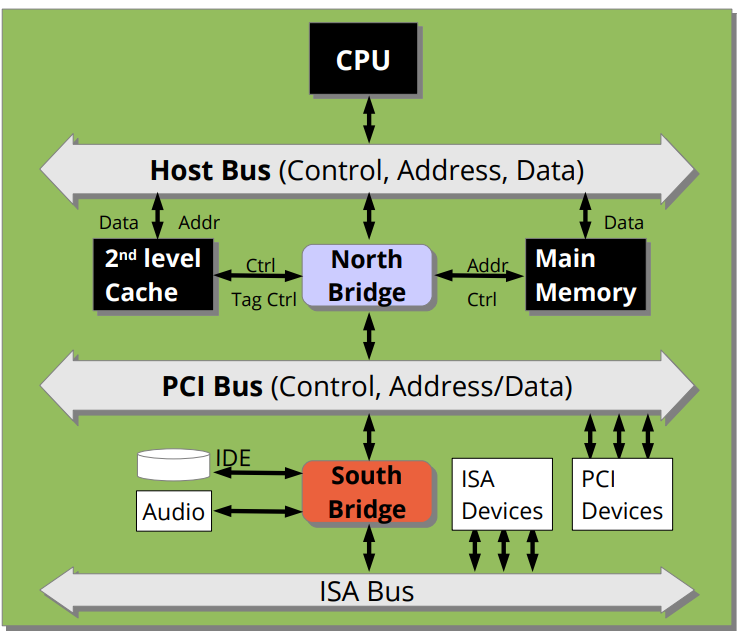 CPU
Host Bus (Control, Address, Data)
Data
Addr
Data
2nd level
Cache
Ctrl
Tag Ctrl
North
Bridge
Addr
Ctrl
Main
Memory
PCI Bus (Control, Address/Data)
IDE
Audio
South
Bridge
ISA
Devices
PCI
Devices
ISA Bus